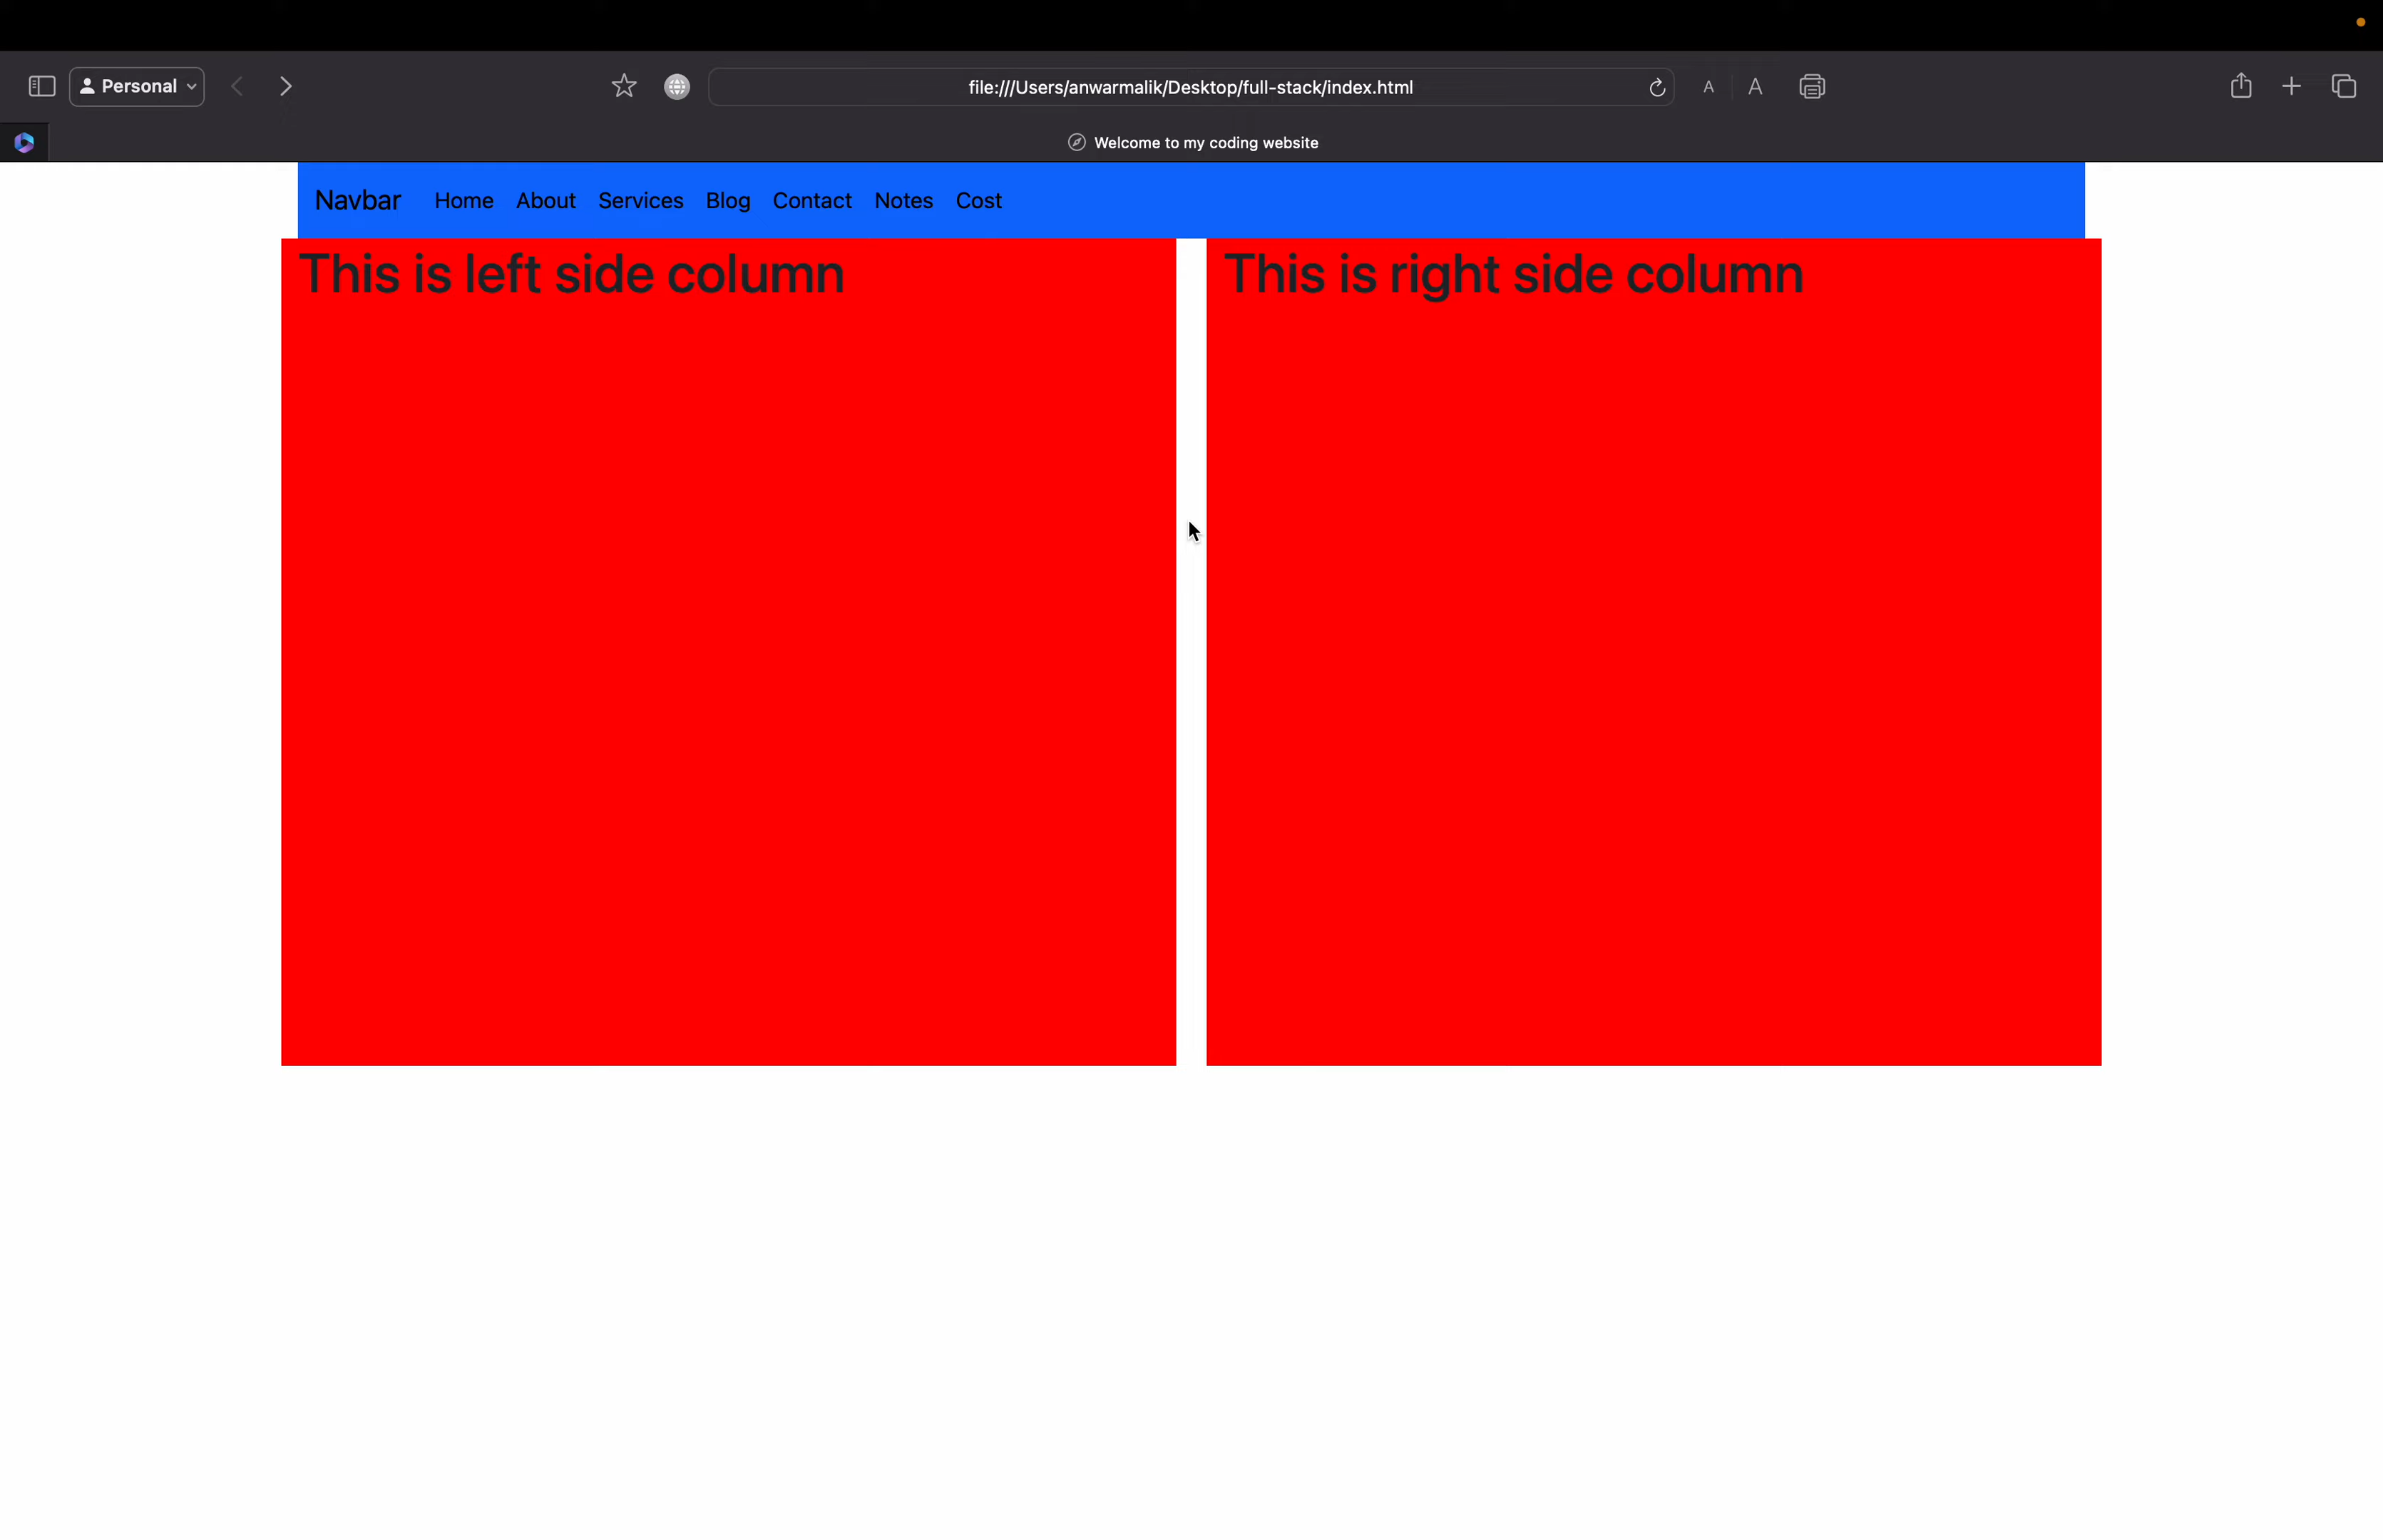 Personal
file:///Users/anwarmalik/Desktop/full-stack/index.html
A A
Welcome to my coding website
Navbar Home About Services Blog Contact Notes Cost
This is left side column
This is right side column